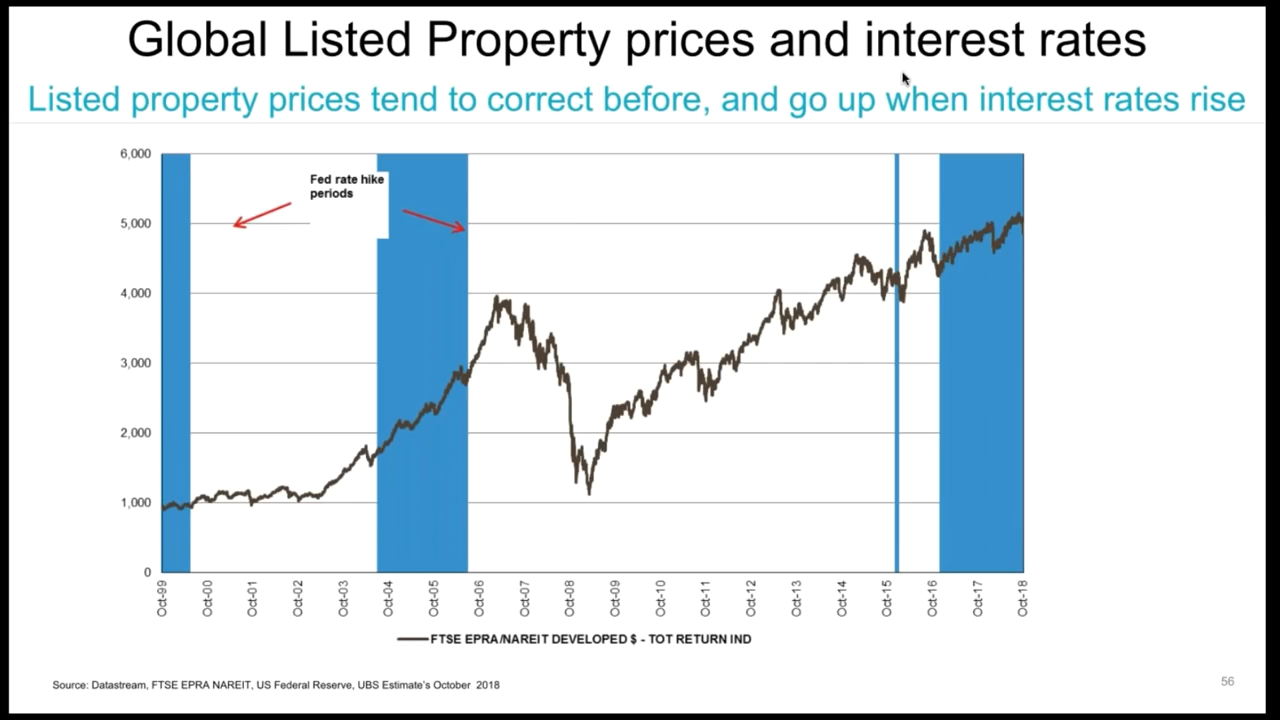 Global Listed Property prices and interest rates
Listed property prices tend to correct before, and go up when interest rates rise
6,000
5,000
4,000
3,000
2,000
1,000
0
Fed rate hike
periods
Oct-99
Oct-00
Oct-01
Oct-02
Oct-03
Oct-04
Oct-05
Oct-06
Oct-07
Oct-08
Oct-09
Oct-10
Oct-11
Oct-12
Oct-13
Oct-14
Oct-15
Oct-16
Oct-17
Oct-18
FTSE EPRA/NAREIT DEVELOPED $ - TOT RETURN IND
Source: Datastream, FTSE EPRA NAREIT, US Federal Reserve, UBS Estimate's October 2018
56